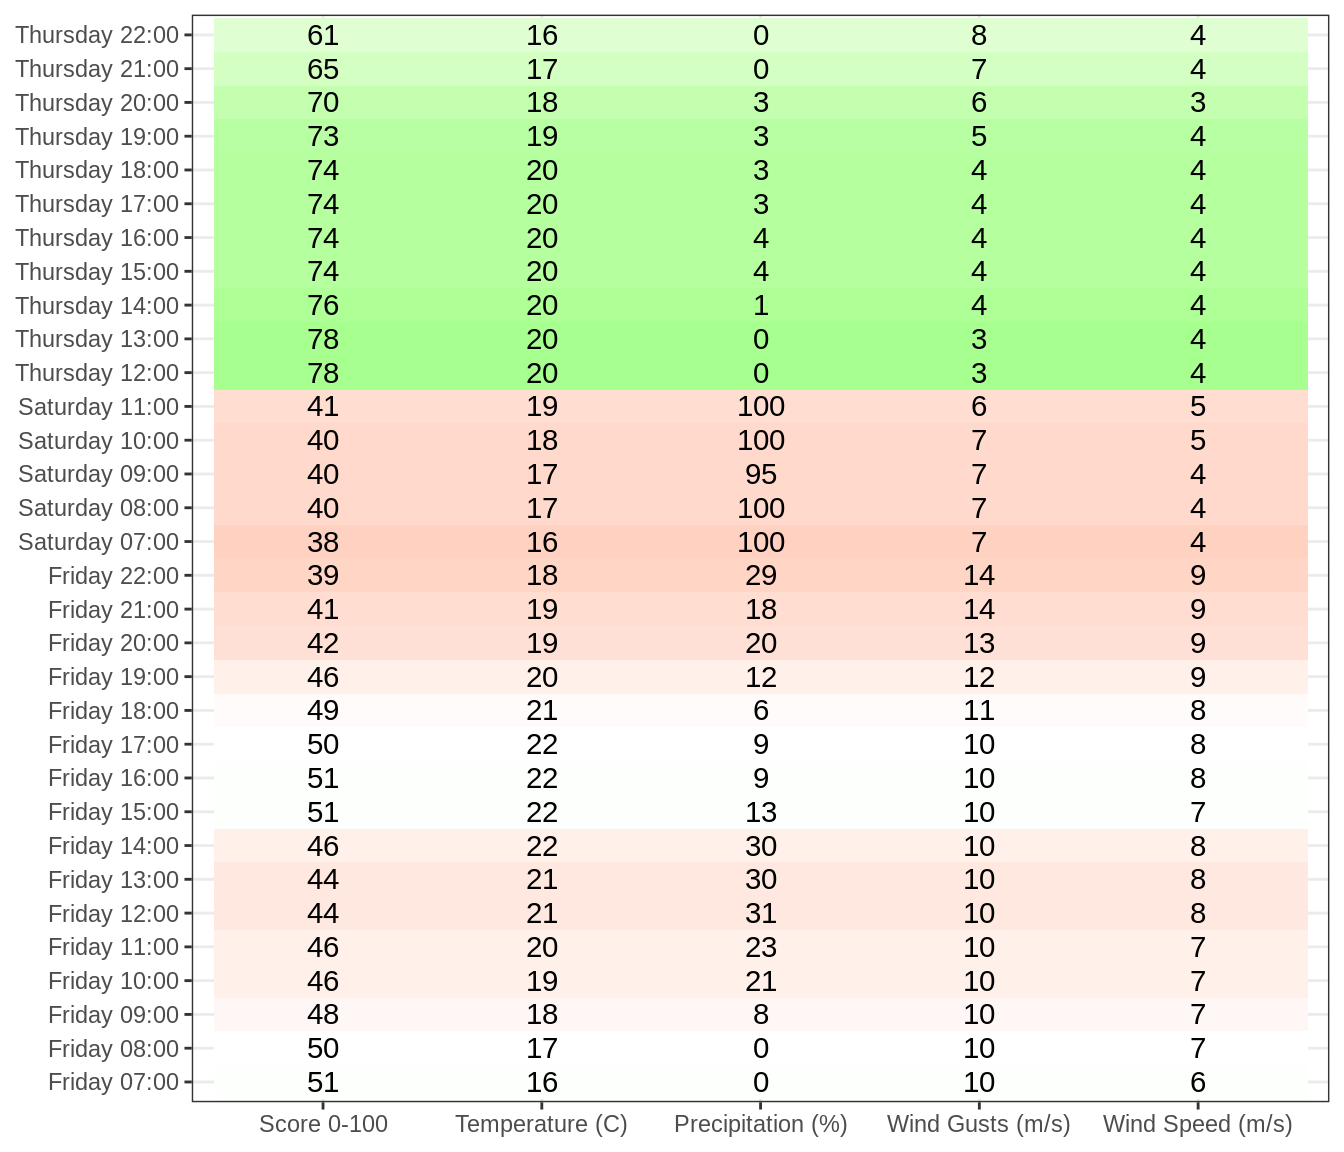 Thursday 22:00 61 16 0 8 4
Thursday 21:00 65 17 0 7 4
Thursday 20:00 70 18 3 6 3
Thursday 19:00 73 19 3 5 4
Thursday 18:00 74 20 3 4 4
Thursday 17:00 74 20 3 4 4
Thursday 16:00 74 20 4 4 4
Thursday 15:00 74 20 4 4 4
Thursday 14:00 76 20 1 4 4
Thursday 13:00 78 20 0 3 4
Thursday 12:00 78 20 0 3 4
Saturday 11:00 41 19 100 6 5
Saturday 10:00 40 18 100 7 5
Saturday 09:00 40 17 95 7 4
Saturday 08:00 40 17 100 7 4
Saturday 07:00 38 16 100 7 4
Friday 22:00 39 18 29 14 9
Friday 21:00 41 19 18 14 9
Friday 20:00 42 19 20 13 9
Friday 19:00 46 20 12 12 9
Friday 18:00 49 21 6 11 8
Friday 17:00 50 22 9 10 8
Friday 16:00 51 22 9 10 8
Friday 15:00 51 22 13 10 7
Friday 14:00 46 22 30 10 8
Friday 13:00 44 21 30 10 8
Friday 12:00 44 21 31 10 8
Friday 11:00 46 20 23 10 7
Friday 10:00 46 19 21 10 7
Friday 09:00 48 18 8 10 7
Friday 08:00 50 17 0 10 7
Friday 07:00 51 16 0 10 6
Score 0-100 Temperature (C) Precipitation (%) Wind Gusts (m/s) Wind Speed (m/s)